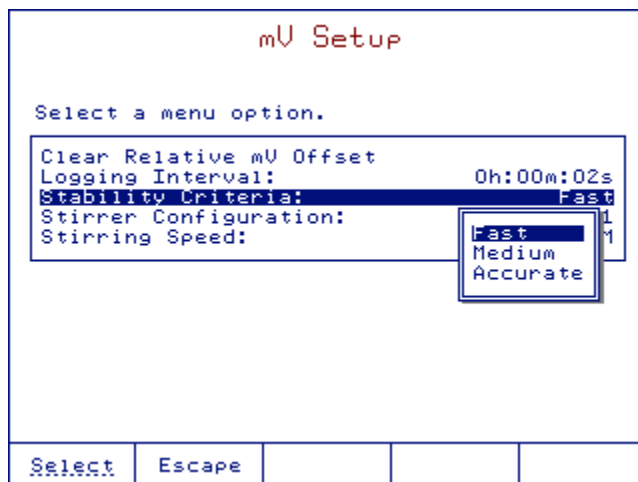 mV Setup
Select a menu option.
Clear Relative mV Offset
Logging Interval: 0h:00m:02s
Stability Criteria: Fast
Stirrer Configuration: 1
Stirring Speed:
Fast
Medium
Accurate
Select Escape